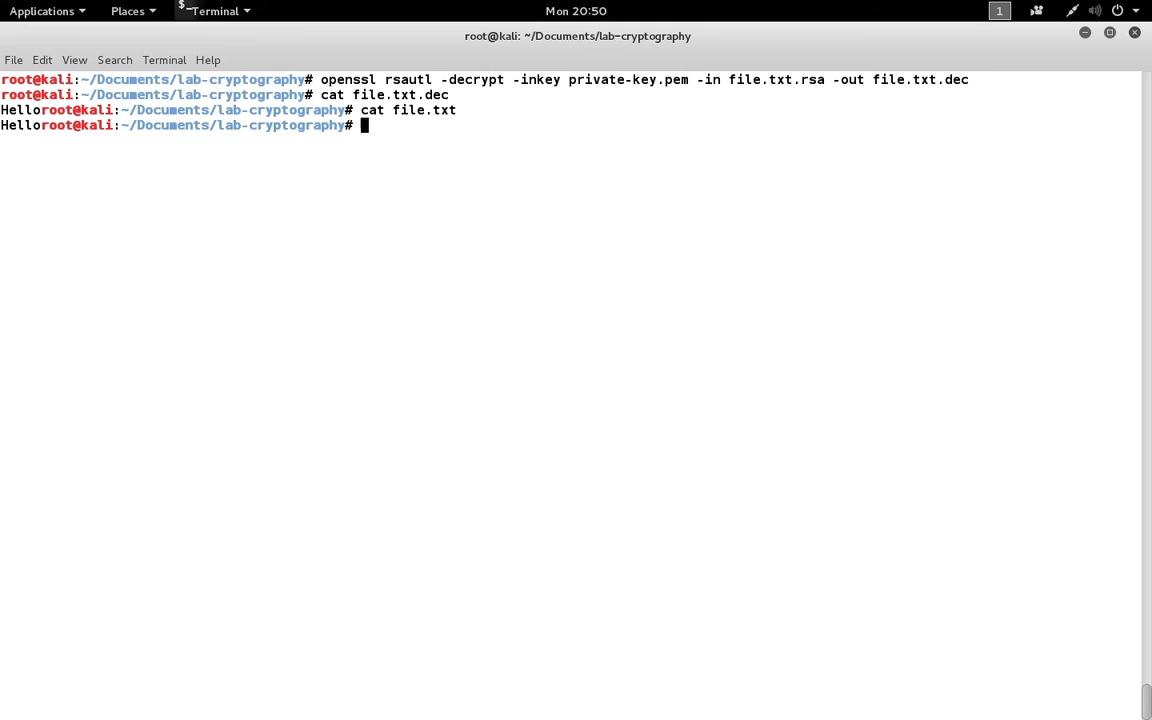 Applications Places $_ Terminal Mon 20:50 1
root@kali: ~/Documents/lab-cryptography
File Edit View Search Terminal Help
root@kali:~/Documents/lab-cryptography# openssl rsautl -decrypt -inkey private-key.pem -in file.txt.rsa -out file.txt.dec
root@kali:~/Documents/lab-cryptography# cat file.txt.dec
Helloroot@kali:~/Documents/lab-cryptography# cat file.txt
Helloroot@kali:~/Documents/lab-cryptography#